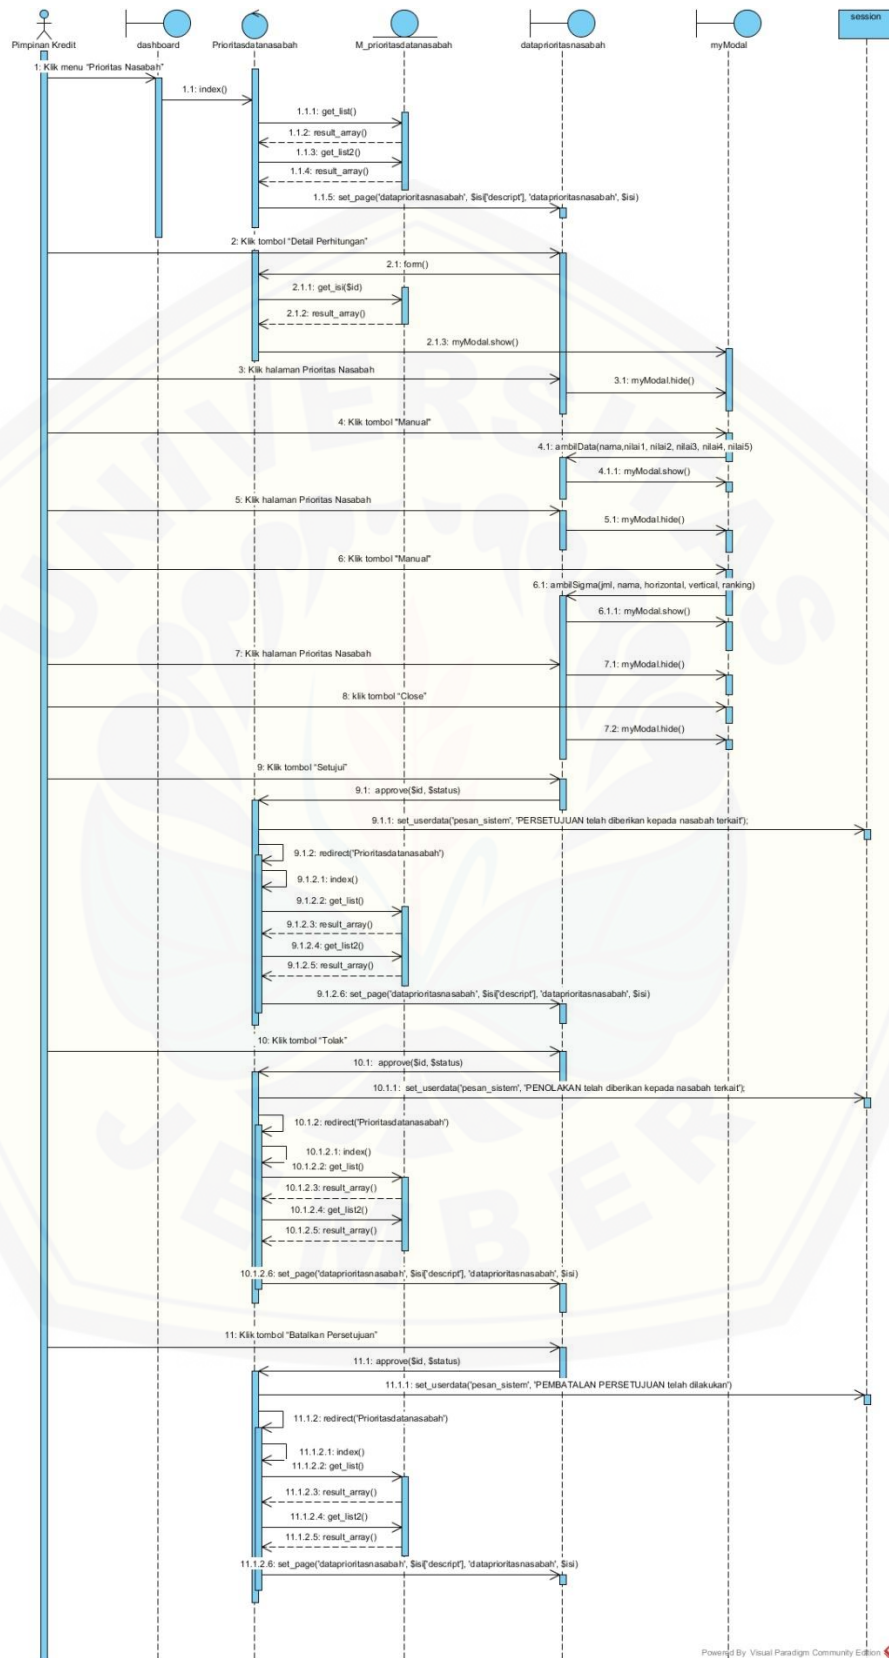 Pimpinan Kredit
dashboard
Prioritasdatanasabah
M_prioritasdatanasabah
dataprioritasnasabah
myModal
session
1: Klik menu "Prioritas Nasabah"
1.1: index()
1.1.1: get_list()
1.1.2: result_array()
1.1.3: get_list2()
1.1.4: result_array()
1.1.5: set_page('dataprioritasnasabah', $isi['descript'], 'dataprioritasnasabah', $isi)
2: Klik tombol "Detail Perhitungan"
2.1: form()
2.1.1: get_isi($id)
2.1.2: result_array()
2.1.3: myModal.show()
3: Klik halaman Prioritas Nasabah
3.1: myModal.hide()
4: Klik tombol "Manual"
4.1: ambilData(nama,nilai1, nilai2, nilai3, nilai4, nilai5)
4.1.1: myModal.show()
5: Klik halaman Prioritas Nasabah
5.1: myModal.hide()
6: Klik tombol "Manual"
6.1: ambilSigma(jml, nama, horizontal, vertical, ranking)
6.1.1: myModal.show()
7: Klik halaman Prioritas Nasabah
7.1: myModal.hide()
8: klik tombol "Close"
7.2: myModal.hide()
9: Klik tombol "Setujui"
9.1: approve($id, $status)
9.1.1: set_userdata('pesan_sistem', 'PERSETUJUAN telah diberikan kepada nasabah terkait');
9.1.2: redirect('Prioritasdatanasabah')
9.1.2.1: index()
9.1.2.2: get_list()
9.1.2.3: result_array()
9.1.2.4: get_list2()
9.1.2.5: result_array()
9.1.2.6: set_page('dataprioritasnasabah', $isi['descript'], 'dataprioritasnasabah', $isi)
10: Klik tombol "Tolak"
10.1: approve($id, $status)
10.1.1: set_userdata('pesan_sistem', 'PENOLAKAN telah diberikan kepada nasabah terkait');
10.1.2: redirect('Prioritasdatanasabah')
10.1.2.1: index()
10.1.2.2: get_list()
10.1.2.3: result_array()
10.1.2.4: get_list2()
10.1.2.5: result_array()
10.1.2.6: set_page('dataprioritasnasabah', $isi['descript'], 'dataprioritasnasabah', $isi)
11: Klik tombol "Batalkan Persetujuan"
11.1: approve($id, $status)
11.1.1: set_userdata('pesan_sistem', 'PEMBATALAN PERSETUJUAN telah dilakukan')
11.1.2: redirect('Prioritasdatanasabah')
11.1.2.1: index()
11.1.2.2: get_list()
11.1.2.3: result_array()
11.1.2.4: get_list2()
11.1.2.5: result_array()
11.1.2.6: set_page('dataprioritasnasabah', $isi['descript'], 'dataprioritasnasabah', $isi)
UNIVERSITAS
JEMBER
Powered By Visual Paradigm Community Edition